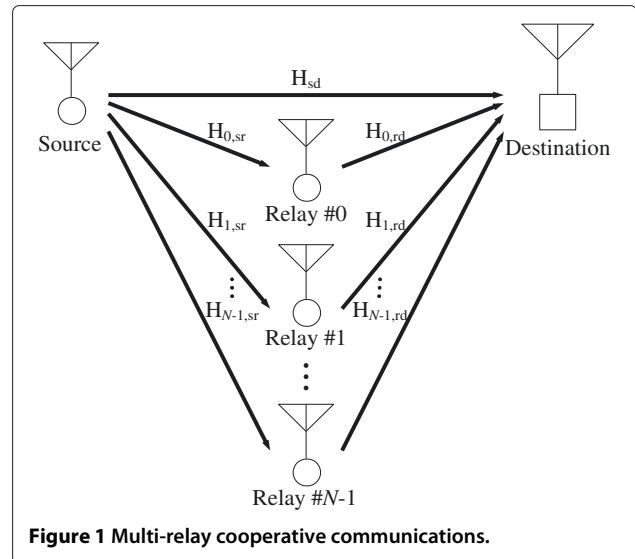 H_sd
H_0,sr
H_0,rd
Source
Destination
Relay #0
H_1,sr
H_1,rd
H_N-1,sr
H_N-1,rd
Relay #1
Relay #N-1
Figure 1 Multi-relay cooperative communications.